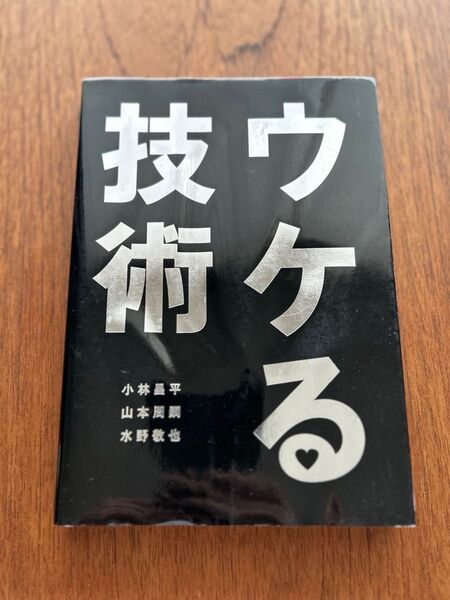 ウケる
技術
小林昌平
山本周嗣
水野敬也